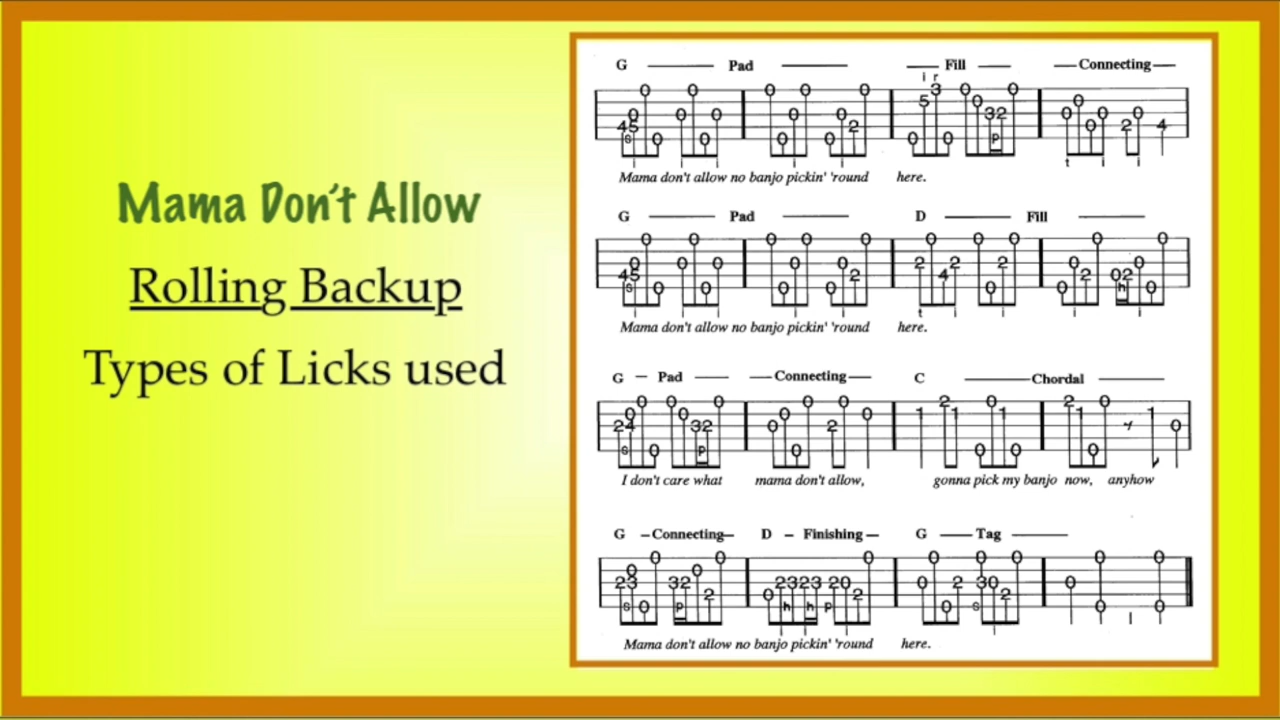 Mama Don't Allow
Rolling Backup
Types of Licks used
G Pad Fill Connecting
i r
Mama don't allow no banjo pickin' 'round here.
G Pad D Fill
Mama don't allow no banjo pickin' 'round here.
G – Pad Connecting C Chordal
I don't care what mama don't allow, gonna pick my banjo now, anyhow
G – Connecting – D – Finishing – G Tag
Mama don't allow no banjo pickin' 'round here.